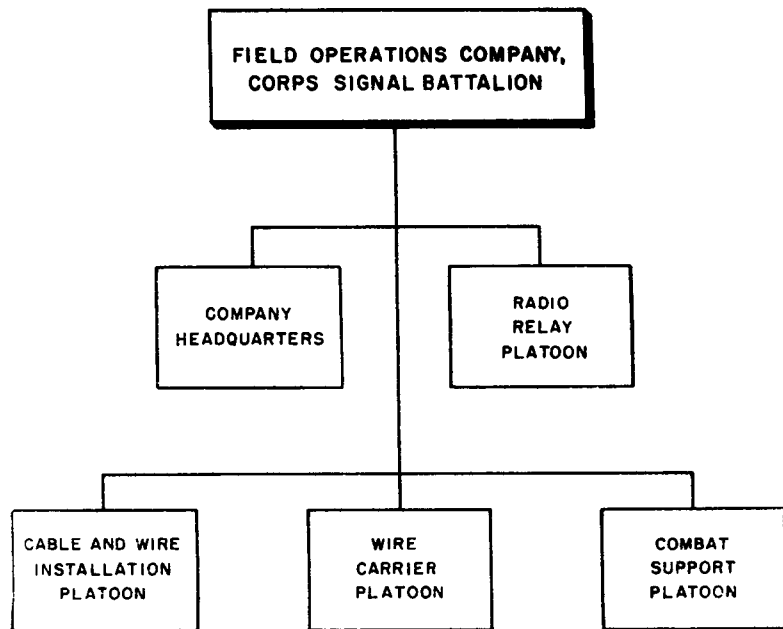 FIELD OPERATIONS COMPANY,
CORPS SIGNAL BATTALION
COMPANY
HEADQUARTERS
RADIO
RELAY
PLATOON
CABLE AND WIRE
INSTALLATION
PLATOON
WIRE
CARRIER
PLATOON
COMBAT
SUPPORT
PLATOON